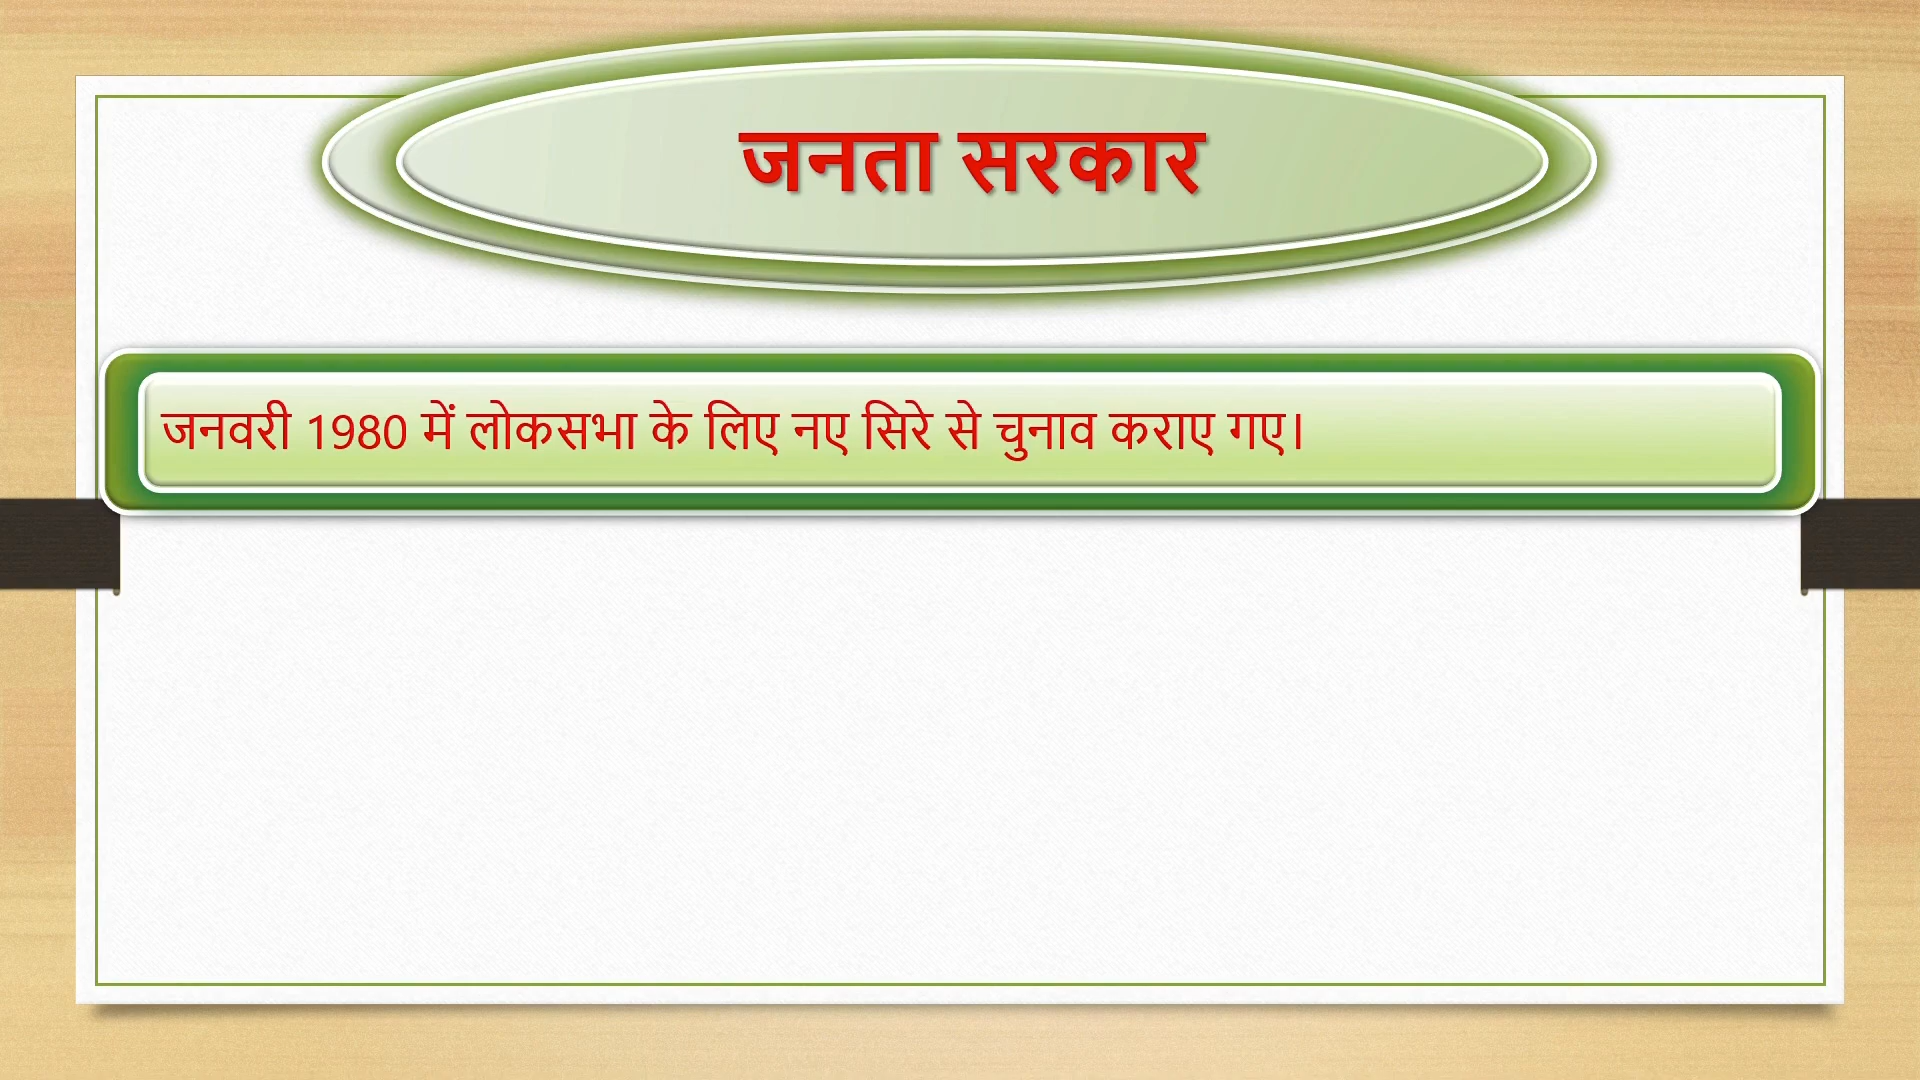 जनता सरकार
जनवरी 1980 में लोकसभा के लिए नए सिरे से चुनाव कराए गए।